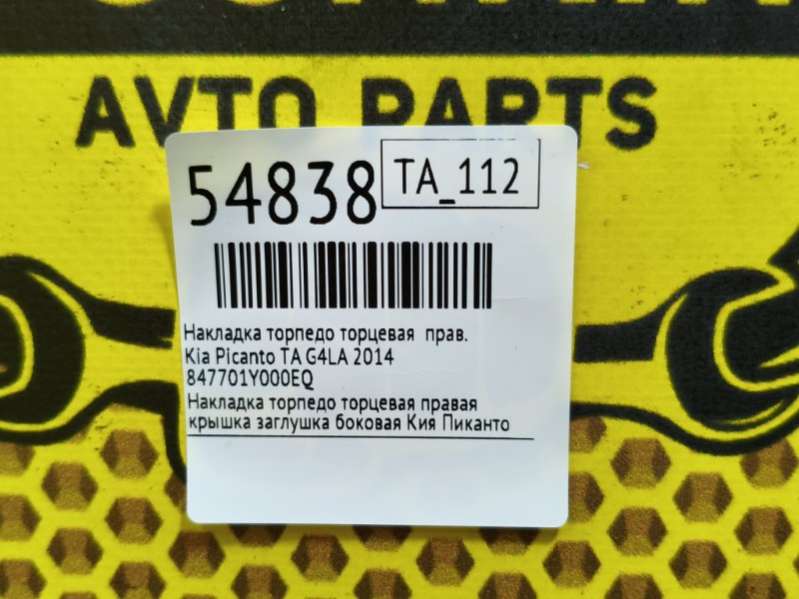 AVTO PARTS
54838
TA_112
Накладка торпедо торцевая прав.
Kia Picanto TA G4LA 2014
847701Y000EQ
Накладка торпедо торцевая правая
крышка заглушка боковая Кия Пиканто